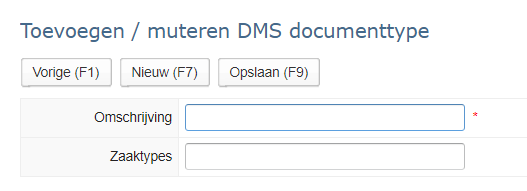 Toevoegen / muteren DMS documenttype
Vorige (F1) Nieuw (F7) Opslaan (F9)
Omschrijving *
Zaaktypes